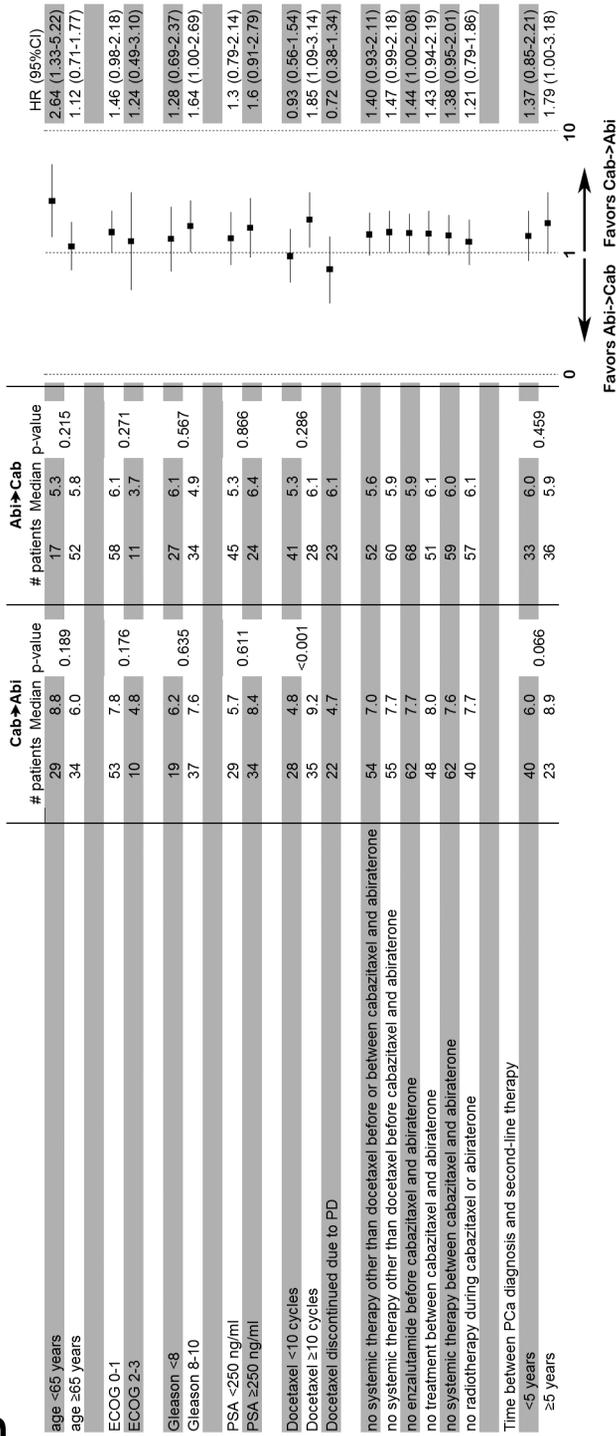 Cab➔Abi Abi➔Cab
# patients Median p-value # patients Median p-value HR (95%CI)
age <65 years 29 8.8 17 5.3 2.64 (1.33-5.22)
0.189 0.215
age ≥65 years 34 6.0 52 5.8 1.12 (0.71-1.77)
ECOG 0-1 53 7.8 58 6.1 1.46 (0.98-2.18)
0.176 0.271
ECOG 2-3 10 4.8 11 3.7 1.24 (0.49-3.10)
Gleason <8 19 6.2 27 6.1 1.28 (0.69-2.37)
0.635 0.567
Gleason 8-10 37 7.6 34 4.9 1.64 (1.00-2.69)
PSA <250 ng/ml 29 5.7 45 5.3 1.3 (0.79-2.14)
0.611 0.866
PSA ≥250 ng/ml 34 8.4 24 6.4 1.6 (0.91-2.79)
Docetaxel <10 cycles 28 4.8 41 5.3 0.93 (0.56-1.54)
<0.001 0.286
Docetaxel ≥10 cycles 35 9.2 28 6.1 1.85 (1.09-3.14)
Docetaxel discontinued due to PD 22 4.7 23 6.1 0.72 (0.38-1.34)
no systemic therapy other than docetaxel before or between cabazitaxel and abiraterone 54 7.0 52 5.6 1.40 (0.93-2.11)
no systemic therapy other than docetaxel before cabazitaxel and abiraterone 55 7.7 60 5.9 1.47 (0.99-2.18)
no enzalutamide before cabazitaxel and abiraterone 62 7.7 68 5.9 1.44 (1.00-2.08)
no treatment between cabazitaxel and abiraterone 48 8.0 51 6.1 1.43 (0.94-2.19)
no systemic therapy between cabazitaxel and abiraterone 62 7.6 59 6.0 1.38 (0.95-2.01)
no radiotherapy during cabazitaxel or abiraterone 40 7.7 57 6.1 1.21 (0.79-1.86)
Time between PCa diagnosis and second-line therapy
<5 years 40 6.0 33 6.0 1.37 (0.85-2.21)
0.066 0.459
≥5 years 23 8.9 36 5.9 1.79 (1.00-3.18)
0 1 10
Favors Abi->Cab Favors Cab->Abi